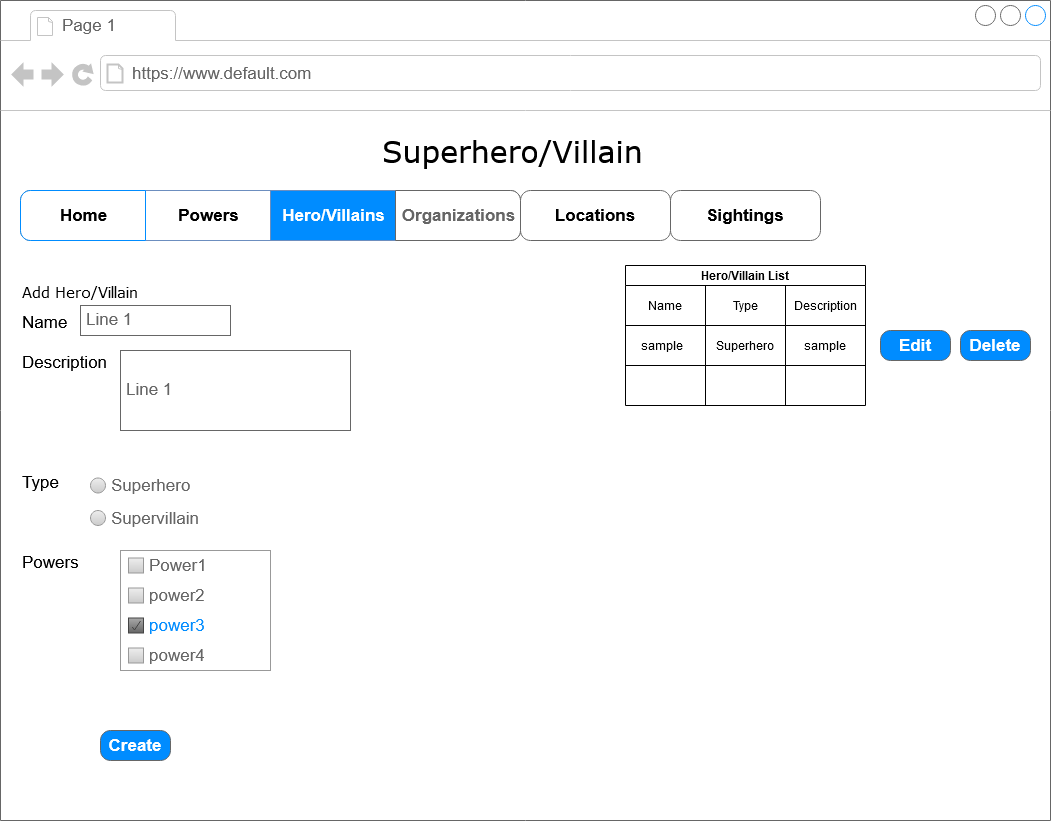 Page 1
https://www.default.com
Superhero/Villain
Home Powers Hero/Villains Organizations Locations Sightings
Add Hero/Villain
Name Line 1
Description Line 1
Type Superhero
Supervillain
Powers Power1
power2
power3
power4
Create
Hero/Villain List
Name Type Description
sample Superhero sample
Edit Delete